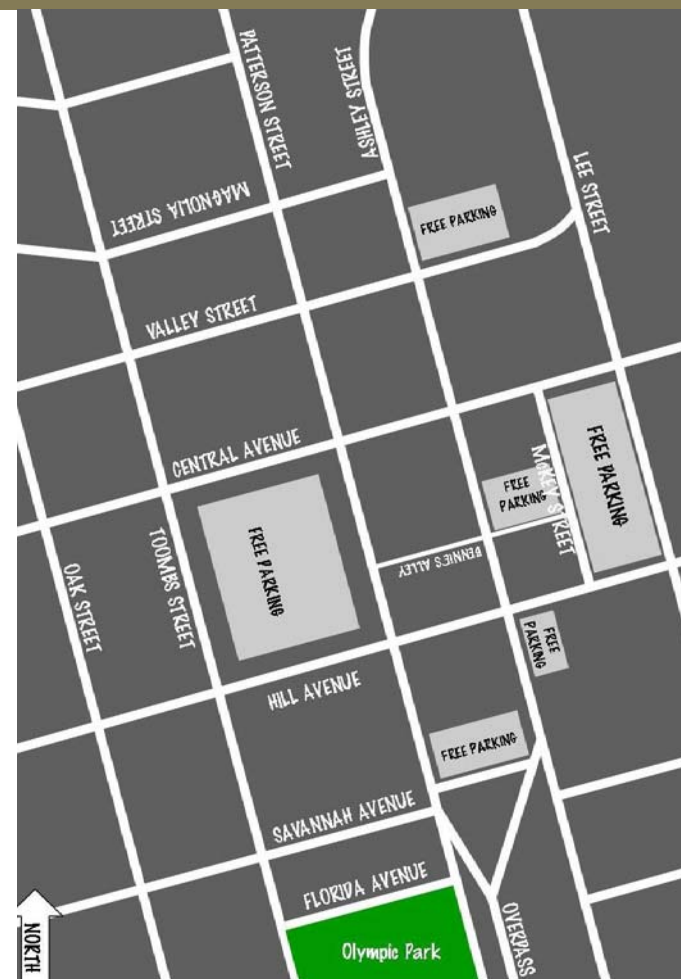 PATTERSON STREET
ASHLEY STREET
LEE STREET
MAGNOLIA STREET
FREE PARKING
VALLEY STREET
CENTRAL AVENUE
FREE PARKING
MCKEY STREET
FREE
PARKING
FREE PARKING
OAK STREET
TOOMBS STREET
BENNIE'S ALLEY
FREE
PARKING
HILL AVENUE
FREE PARKING
SAVANNAH AVENUE
FLORIDA AVENUE
OVERPASS
NORTH
Olympic Park